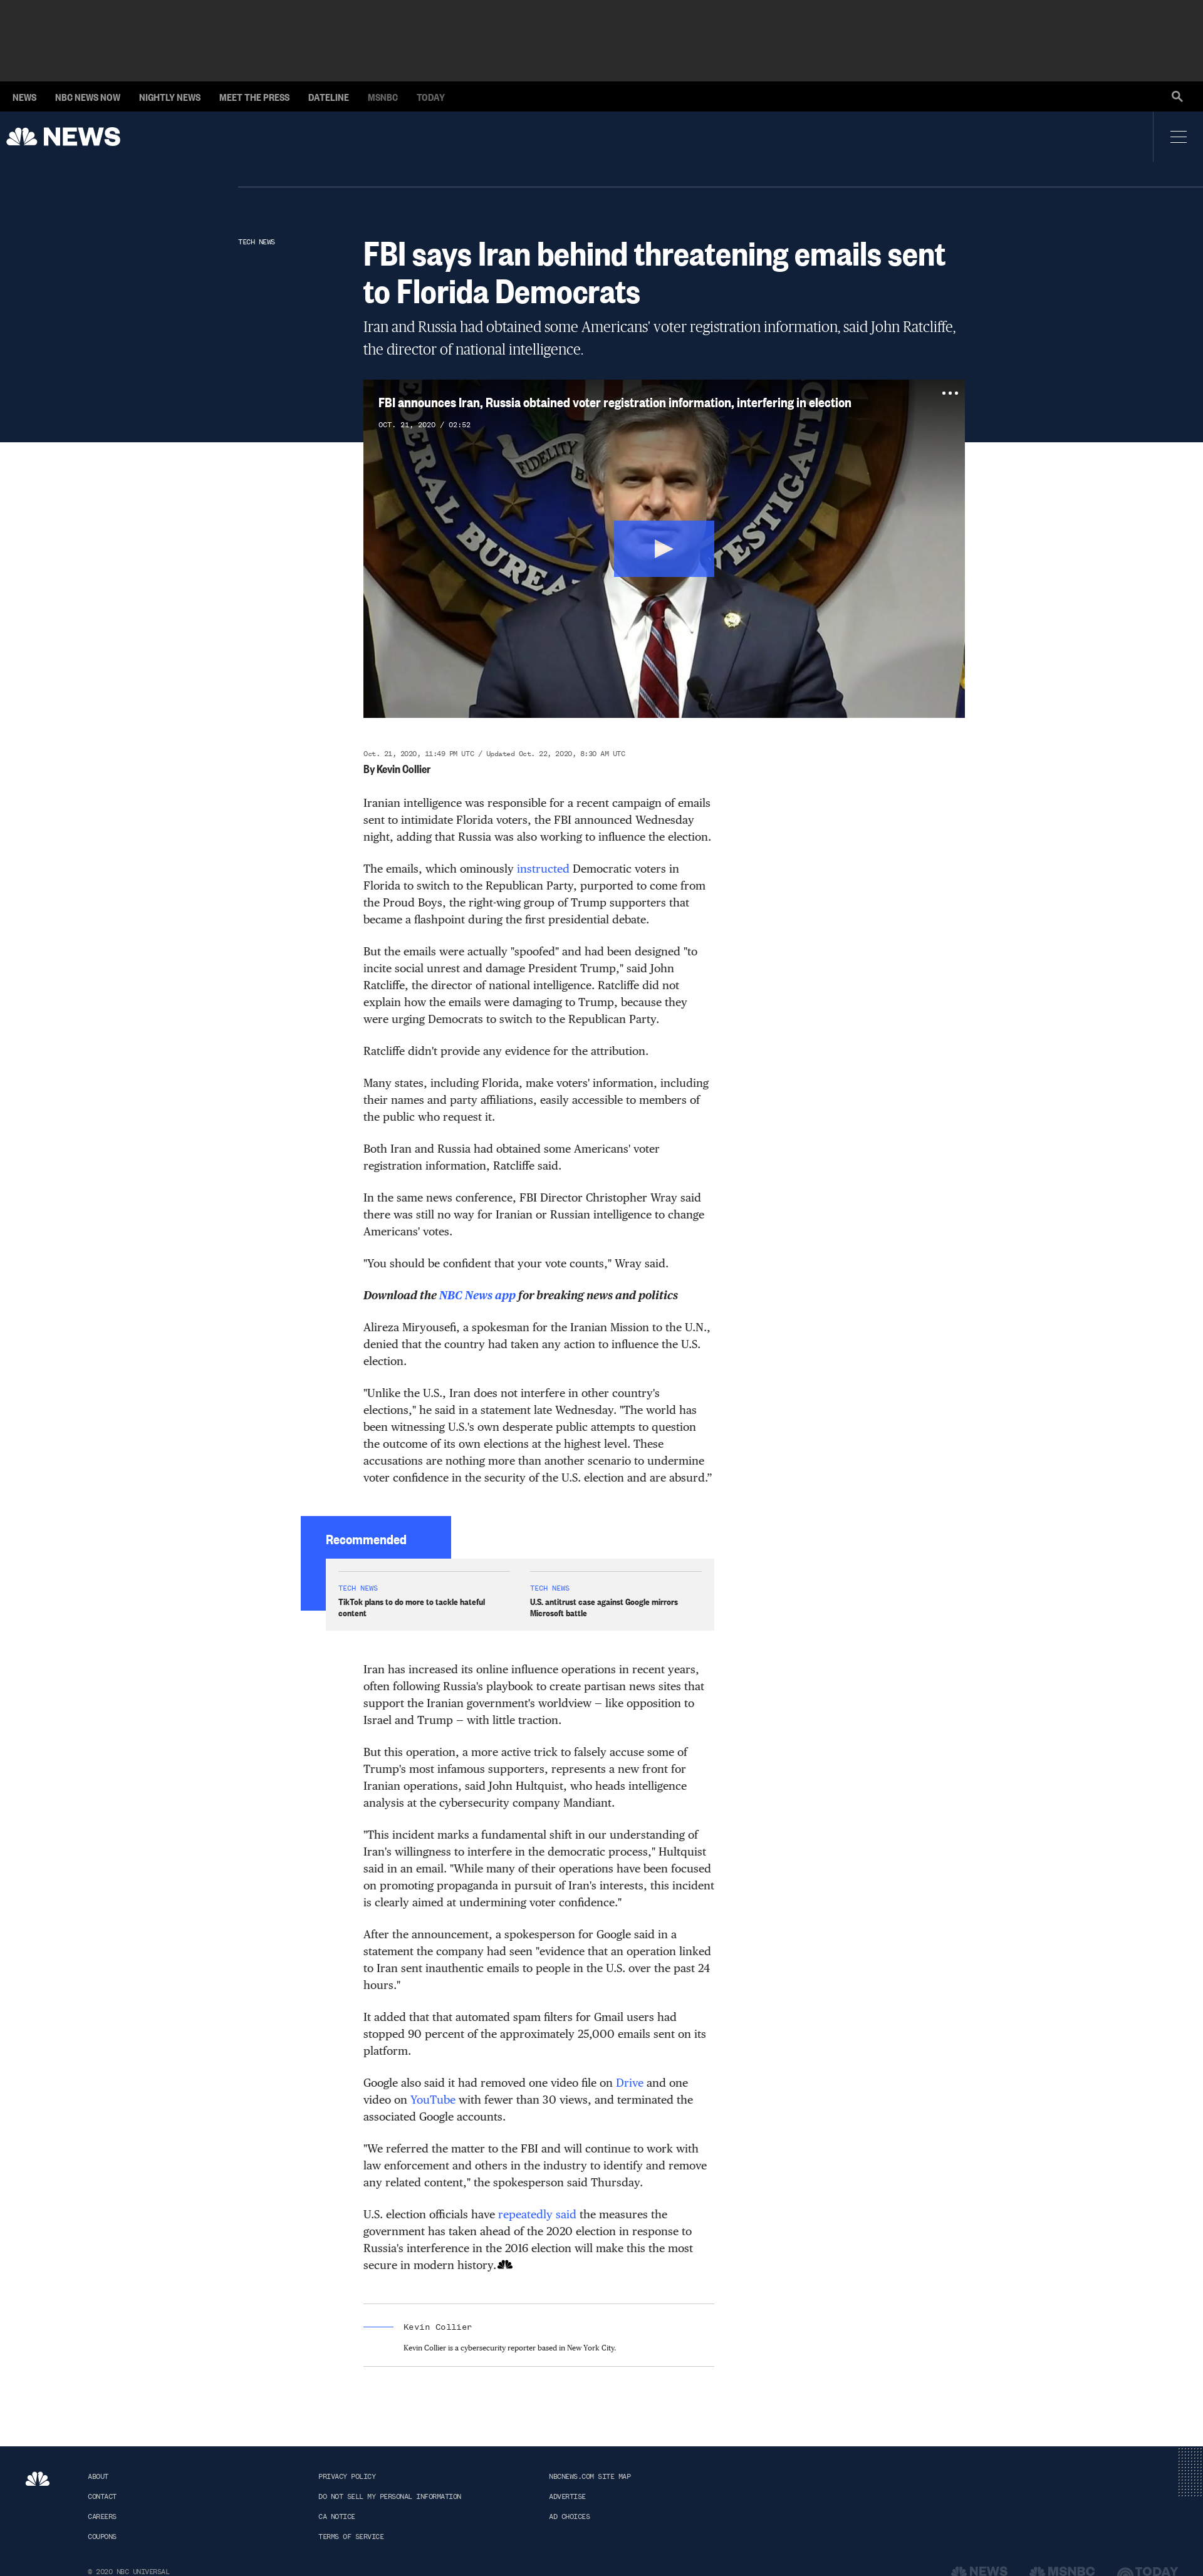 NEWS NBC NEWS NOW NIGHTLY NEWS MEET THE PRESS DATELINE MSNBC TODAY
NEWS
TECH NEWS
FBI says Iran behind threatening emails sent
to Florida Democrats
Iran and Russia had obtained some Americans' voter registration information, said John Ratcliffe,
the director of national intelligence.
FBI announces Iran, Russia obtained voter registration information, interfering in election
OCT. 21, 2020 / 02:52
FIDELITY
Oct. 21, 2020, 11:49 PM UTC / Updated Oct. 22, 2020, 8:30 AM UTC
By Kevin Collier
Iranian intelligence was responsible for a recent campaign of emails
sent to intimidate Florida voters, the FBI announced Wednesday
night, adding that Russia was also working to influence the election.
The emails, which ominously instructed Democratic voters in
Florida to switch to the Republican Party, purported to come from
the Proud Boys, the right-wing group of Trump supporters that
became a flashpoint during the first presidential debate.
But the emails were actually "spoofed" and had been designed "to
incite social unrest and damage President Trump," said John
Ratcliffe, the director of national intelligence. Ratcliffe did not
explain how the emails were damaging to Trump, because they
were urging Democrats to switch to the Republican Party.
Ratcliffe didn't provide any evidence for the attribution.
Many states, including Florida, make voters' information, including
their names and party affiliations, easily accessible to members of
the public who request it.
Both Iran and Russia had obtained some Americans' voter
registration information, Ratcliffe said.
In the same news conference, FBI Director Christopher Wray said
there was still no way for Iranian or Russian intelligence to change
Americans' votes.
"You should be confident that your vote counts," Wray said.
Download the NBC News app for breaking news and politics
Alireza Miryousefi, a spokesman for the Iranian Mission to the U.N.,
denied that the country had taken any action to influence the U.S.
election.
"Unlike the U.S., Iran does not interfere in other country's
elections," he said in a statement late Wednesday. "The world has
been witnessing U.S.'s own desperate public attempts to question
the outcome of its own elections at the highest level. These
accusations are nothing more than another scenario to undermine
voter confidence in the security of the U.S. election and are absurd.”
Recommended
TECH NEWS
TikTok plans to do more to tackle hateful
content
TECH NEWS
U.S. antitrust case against Google mirrors
Microsoft battle
Iran has increased its online influence operations in recent years,
often following Russia's playbook to create partisan news sites that
support the Iranian government's worldview — like opposition to
Israel and Trump — with little traction.
But this operation, a more active trick to falsely accuse some of
Trump's most infamous supporters, represents a new front for
Iranian operations, said John Hultquist, who heads intelligence
analysis at the cybersecurity company Mandiant.
"This incident marks a fundamental shift in our understanding of
Iran's willingness to interfere in the democratic process," Hultquist
said in an email. "While many of their operations have been focused
on promoting propaganda in pursuit of Iran's interests, this incident
is clearly aimed at undermining voter confidence."
After the announcement, a spokesperson for Google said in a
statement the company had seen "evidence that an operation linked
to Iran sent inauthentic emails to people in the U.S. over the past 24
hours."
It added that that automated spam filters for Gmail users had
stopped 90 percent of the approximately 25,000 emails sent on its
platform.
Google also said it had removed one video file on Drive and one
video on YouTube with fewer than 30 views, and terminated the
associated Google accounts.
"We referred the matter to the FBI and will continue to work with
law enforcement and others in the industry to identify and remove
any related content," the spokesperson said Thursday.
U.S. election officials have repeatedly said the measures the
government has taken ahead of the 2020 election in response to
Russia's interference in the 2016 election will make this the most
secure in modern history.
Kevin Collier
Kevin Collier is a cybersecurity reporter based in New York City.
ABOUT
CONTACT
CAREERS
COUPONS
PRIVACY POLICY
DO NOT SELL MY PERSONAL INFORMATION
CA NOTICE
TERMS OF SERVICE
NBCNEWS.COM SITE MAP
ADVERTISE
AD CHOICES
© 2020 NBC UNIVERSAL
NEWS MSNBC TODAY